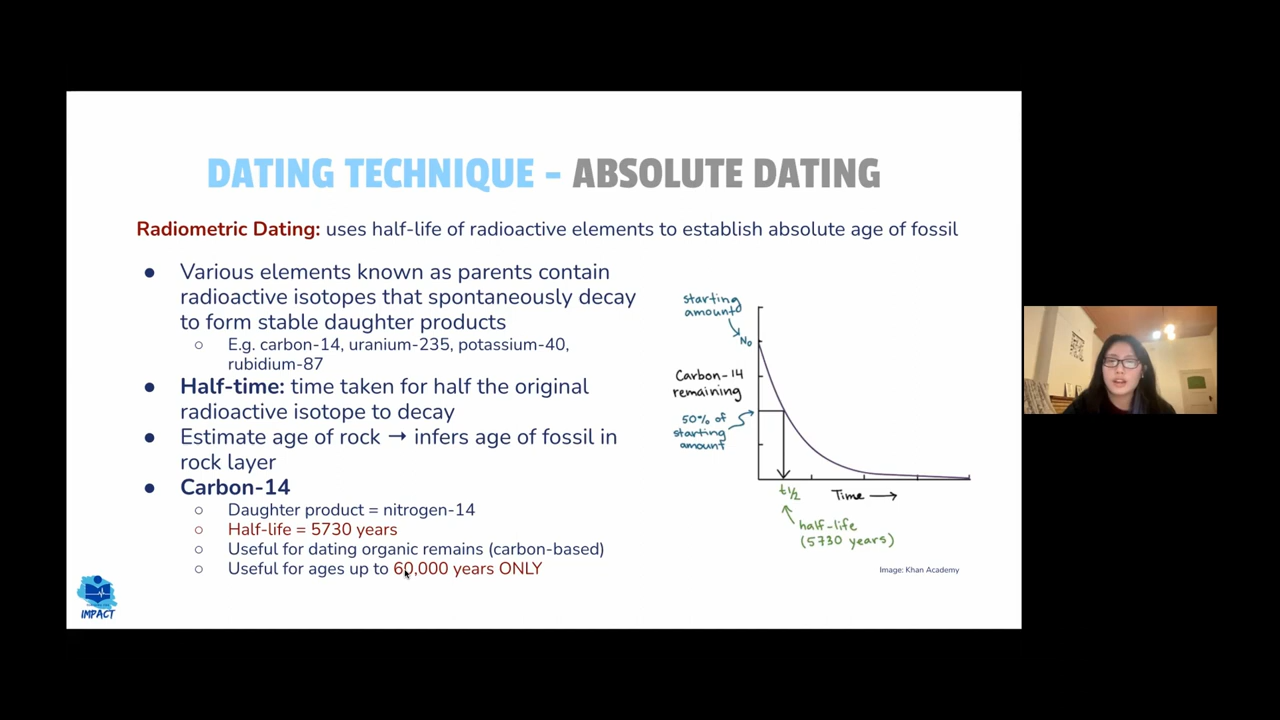 DATING TECHNIQUE - ABSOLUTE DATING
Radiometric Dating: uses half-life of radioactive elements to establish absolute age of fossil
● Various elements known as parents contain
radioactive isotopes that spontaneously decay
to form stable daughter products
○ E.g. carbon-14, uranium-235, potassium-40,
rubidium-87
● Half-time: time taken for half the original
radioactive isotope to decay
● Estimate age of rock → infers age of fossil in
rock layer
● Carbon-14
○ Daughter product = nitrogen-14
○ Half-life = 5730 years
○ Useful for dating organic remains (carbon-based)
○ Useful for ages up to 60,000 years ONLY
starting
amount
N₀
Carbon-14
remaining
50% of
starting
amount
t½
Time →
half-life
(5730 years)
Image: Khan Academy
IMPACT